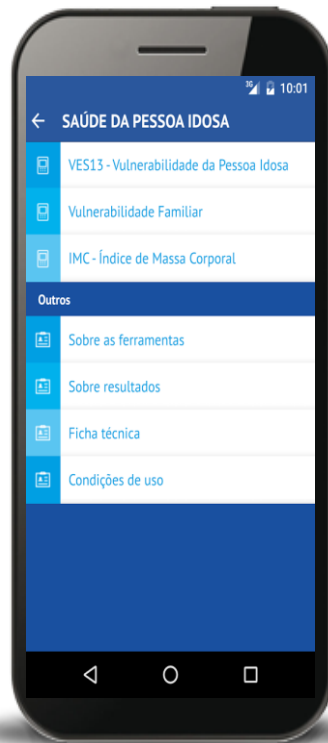 3G 10:01
SAÚDE DA PESSOA IDOSA
VES13 - Vulnerabilidade da Pessoa Idosa
Vulnerabilidade Familiar
IMC - Índice de Massa Corporal
Outros
Sobre as ferramentas
Sobre resultados
Ficha técnica
Condições de uso